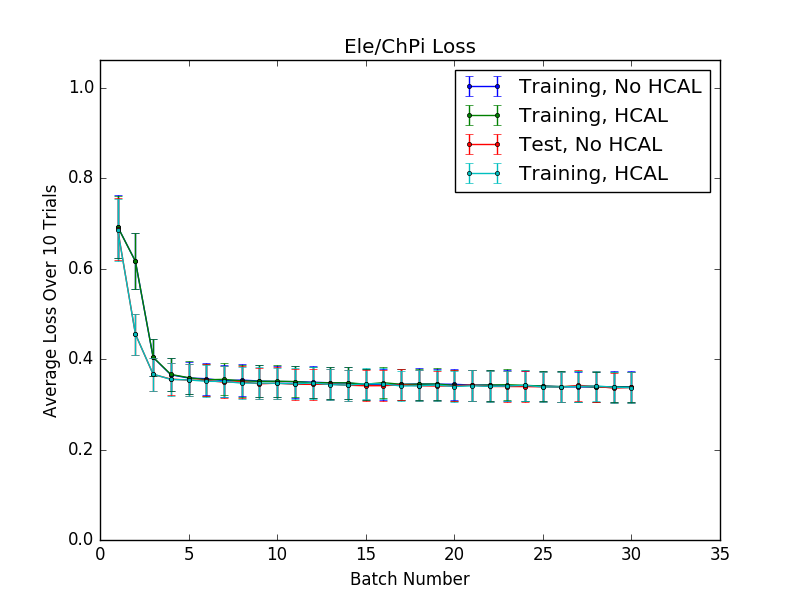 Ele/ChPi Loss
Training, No HCAL
Training, HCAL
Test, No HCAL
Training, HCAL
Average Loss Over 10 Trials
1.0
0.8
0.6
0.4
0.2
0.0
0 5 10 15 20 25 30 35
Batch Number